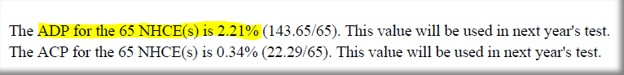 The ADP for the 65 NHCE(s) is 2.21% (143.65/65). This value will be used in next year's test.
The ACP for the 65 NHCE(s) is 0.34% (22.29/65). This value will be used in next year's test.